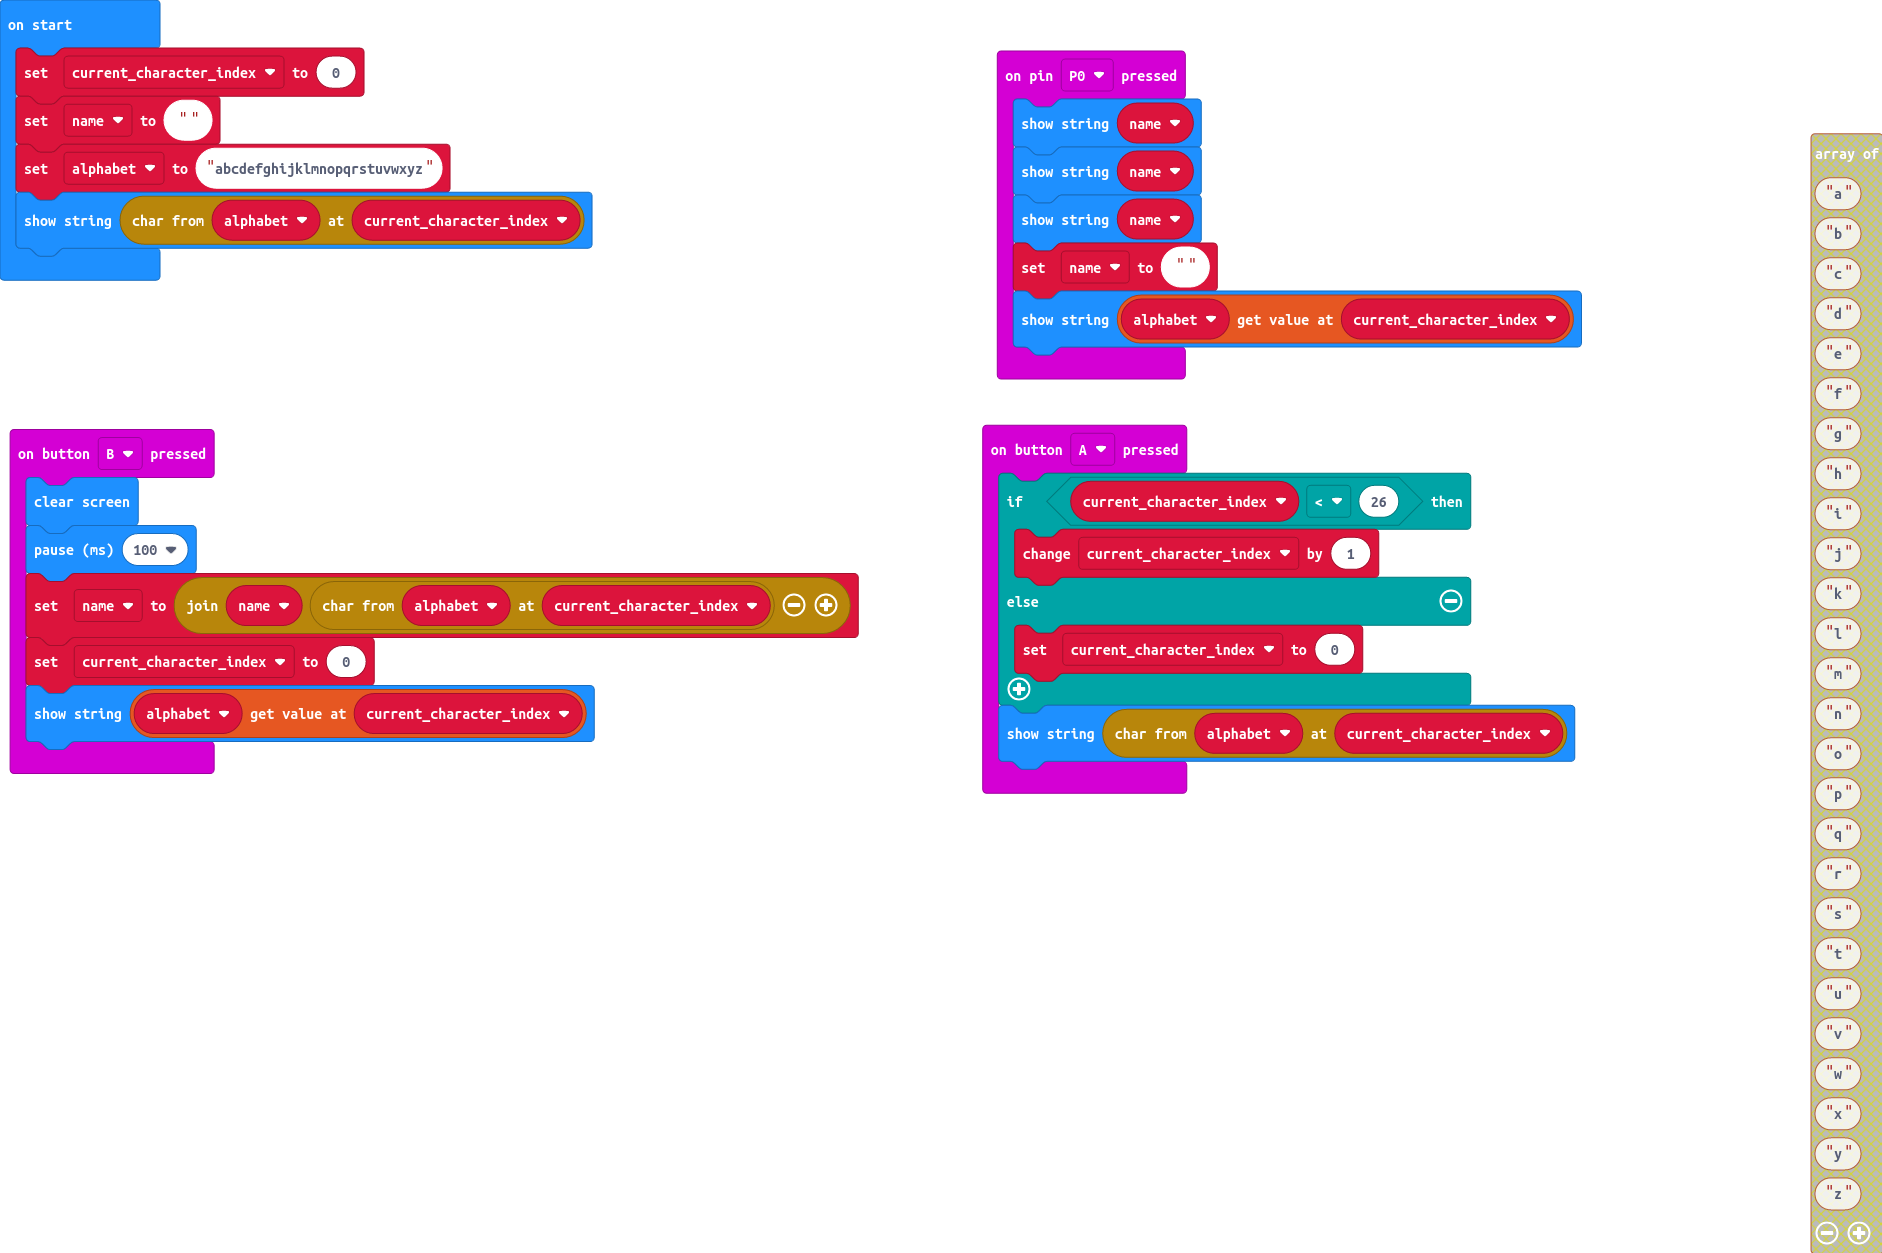 on start
set current_character_index to 0
set name to " "
set alphabet to "abcdefghijklmnopqrstuvwxyz"
show string char from alphabet at current_character_index
on pin P0 pressed
show string name
show string name
show string name
set name to " "
show string alphabet get value at current_character_index
on button B pressed
clear screen
pause (ms) 100
set name to join name char from alphabet at current_character_index
set current_character_index to 0
show string alphabet get value at current_character_index
on button A pressed
if current_character_index < 26 then
change current_character_index by 1
else
set current_character_index to 0
show string char from alphabet at current_character_index
array of
"a"
"b"
"c"
"d"
"e"
"f"
"g"
"h"
"i"
"j"
"k"
"l"
"m"
"n"
"o"
"p"
"q"
"r"
"s"
"t"
"u"
"v"
"w"
"x"
"y"
"z"